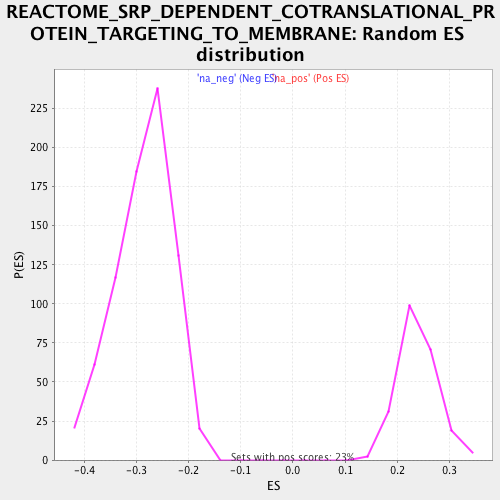 REACTOME_SRP_DEPENDENT_COTRANSLATIONAL_PR
OTEIN_TARGETING_TO_MEMBRANE: Random ES
distribution
'na_neg' (Neg ES) na_pos' (Pos ES)
225
200
175
150
125
100
75
50
25
0
P(ES)
Sets with pos scores: 23%
-0.4 -0.3 -0.2 -0.1 0.0 0.1 0.2 0.3
ES